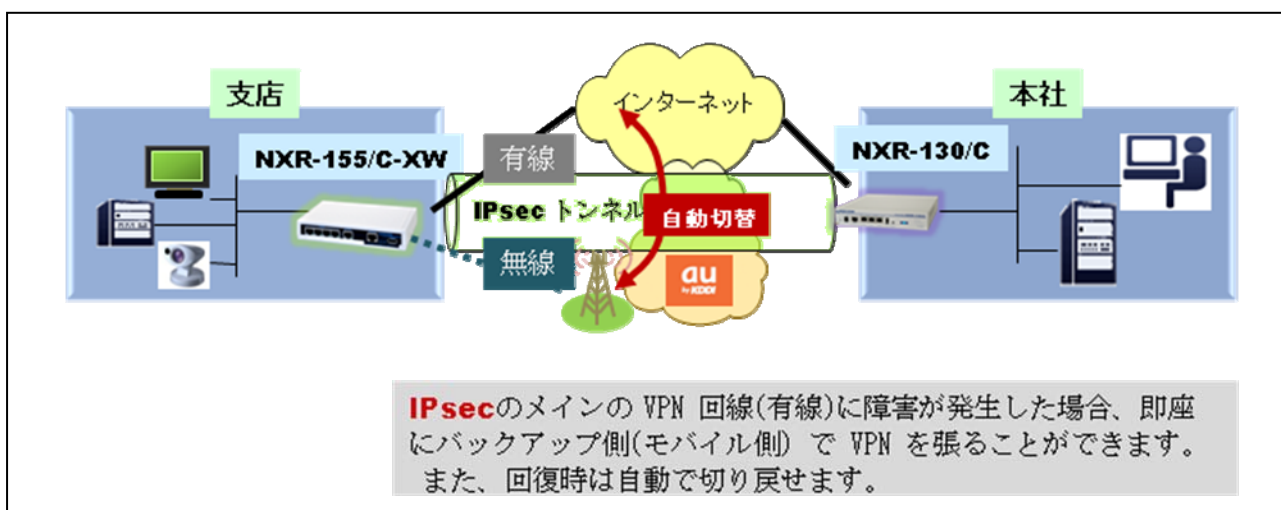 支店
インターネット
本社
NXR-155/C-XW
有線
NXR-130/C
IPsec トンネル
自動切替
無線
au
by KDDI
IPsecのメインの VPN 回線(有線)に障害が発生した場合、即座
にバックアップ側(モバイル側) で VPN を張ることができます。
また、回復時は自動で切り戻せます。